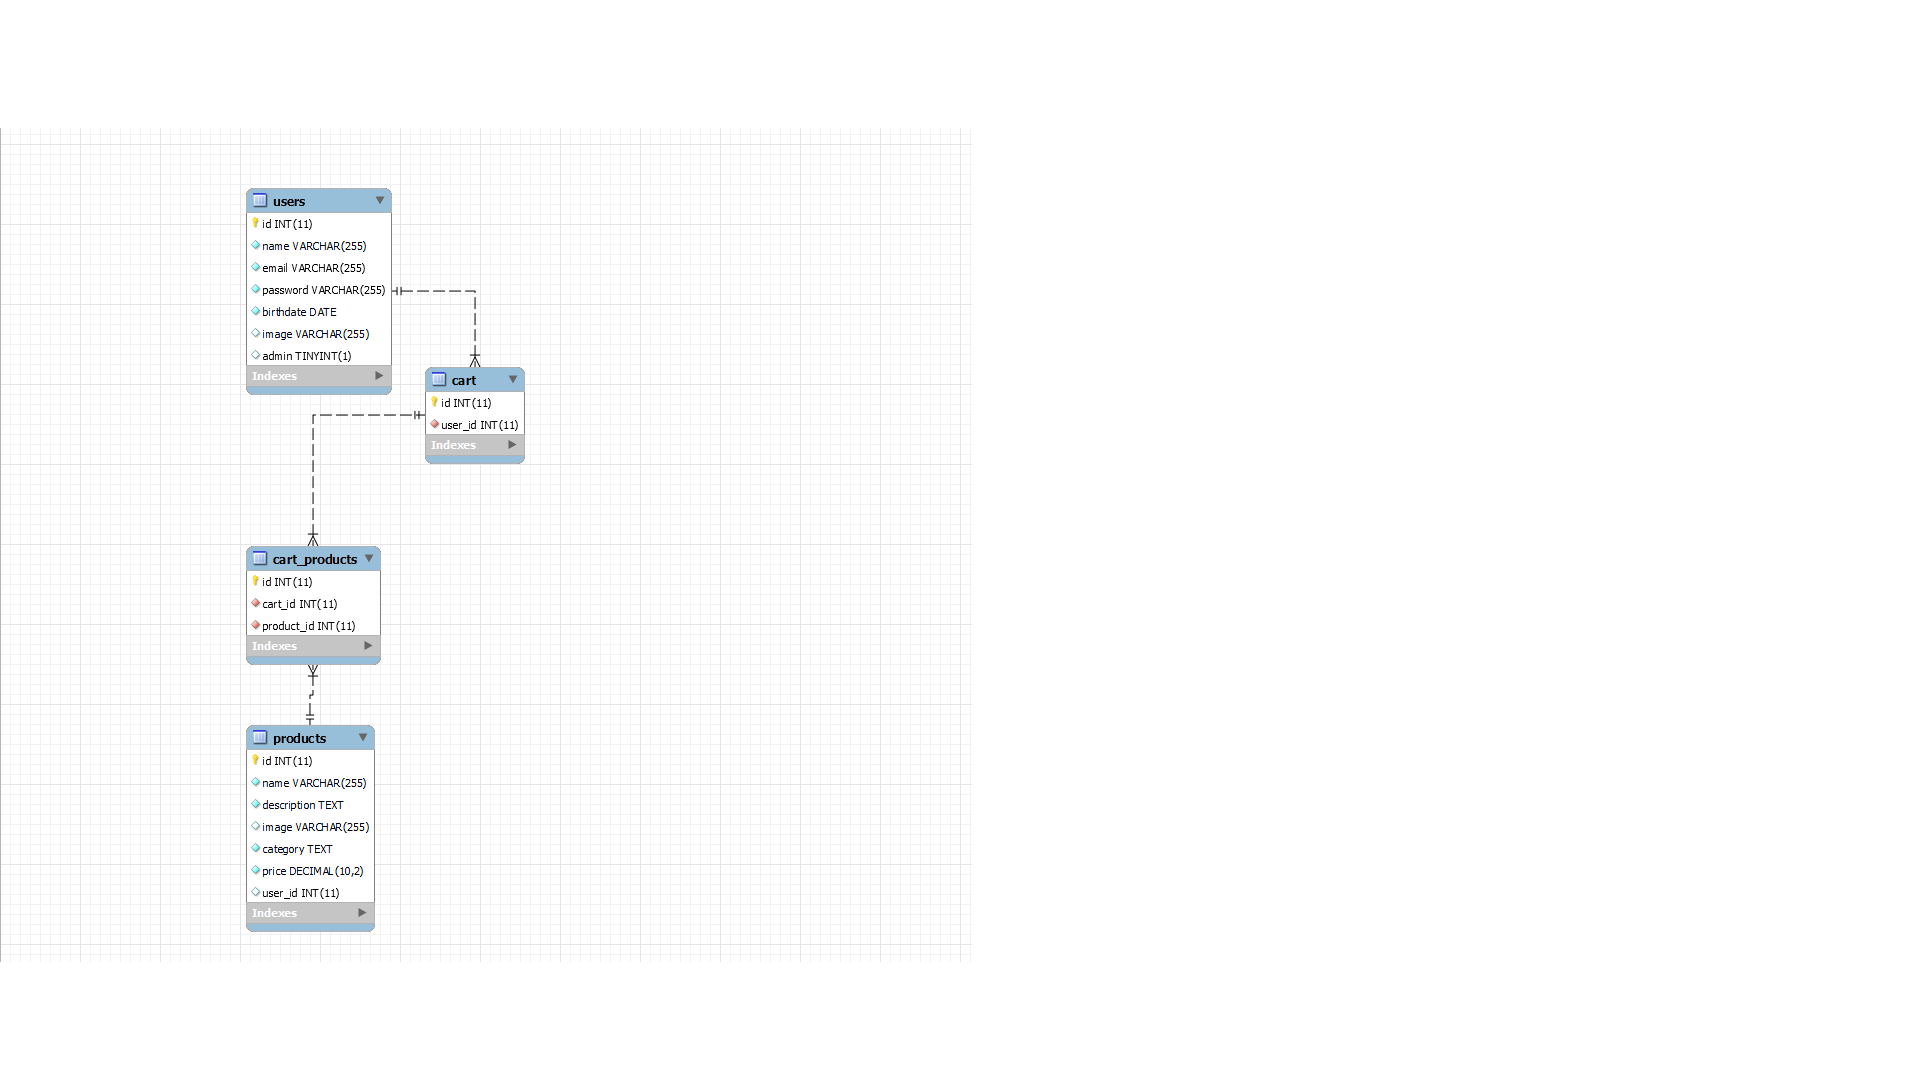 users
id INT(11)
name VARCHAR(255)
email VARCHAR(255)
password VARCHAR(255)
birthdate DATE
image VARCHAR(255)
admin TINYINT(1)
Indexes
cart
id INT(11)
user_id INT(11)
Indexes
cart_products
id INT(11)
cart_id INT(11)
product_id INT(11)
Indexes
products
id INT(11)
name VARCHAR(255)
description TEXT
image VARCHAR(255)
category TEXT
price DECIMAL(10,2)
user_id INT(11)
Indexes